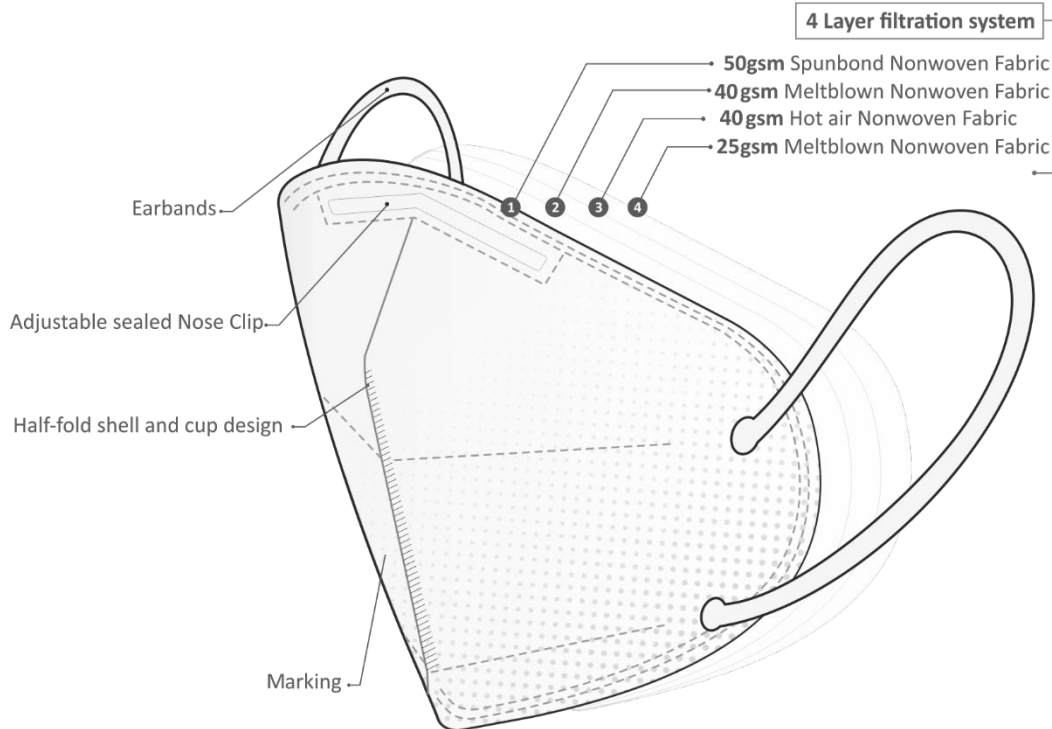 4 Layer filtration system
50gsm Spunbond Nonwoven Fabric
40gsm Meltblown Nonwoven Fabric
40gsm Hot air Nonwoven Fabric
25gsm Meltblown Nonwoven Fabric
1 2 3 4
Earbands
Adjustable sealed Nose Clip
Half-fold shell and cup design
Marking